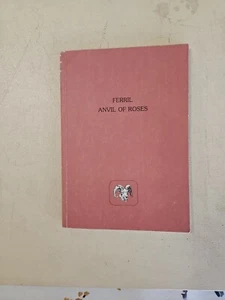 FERRIL
ANVIL OF ROSES